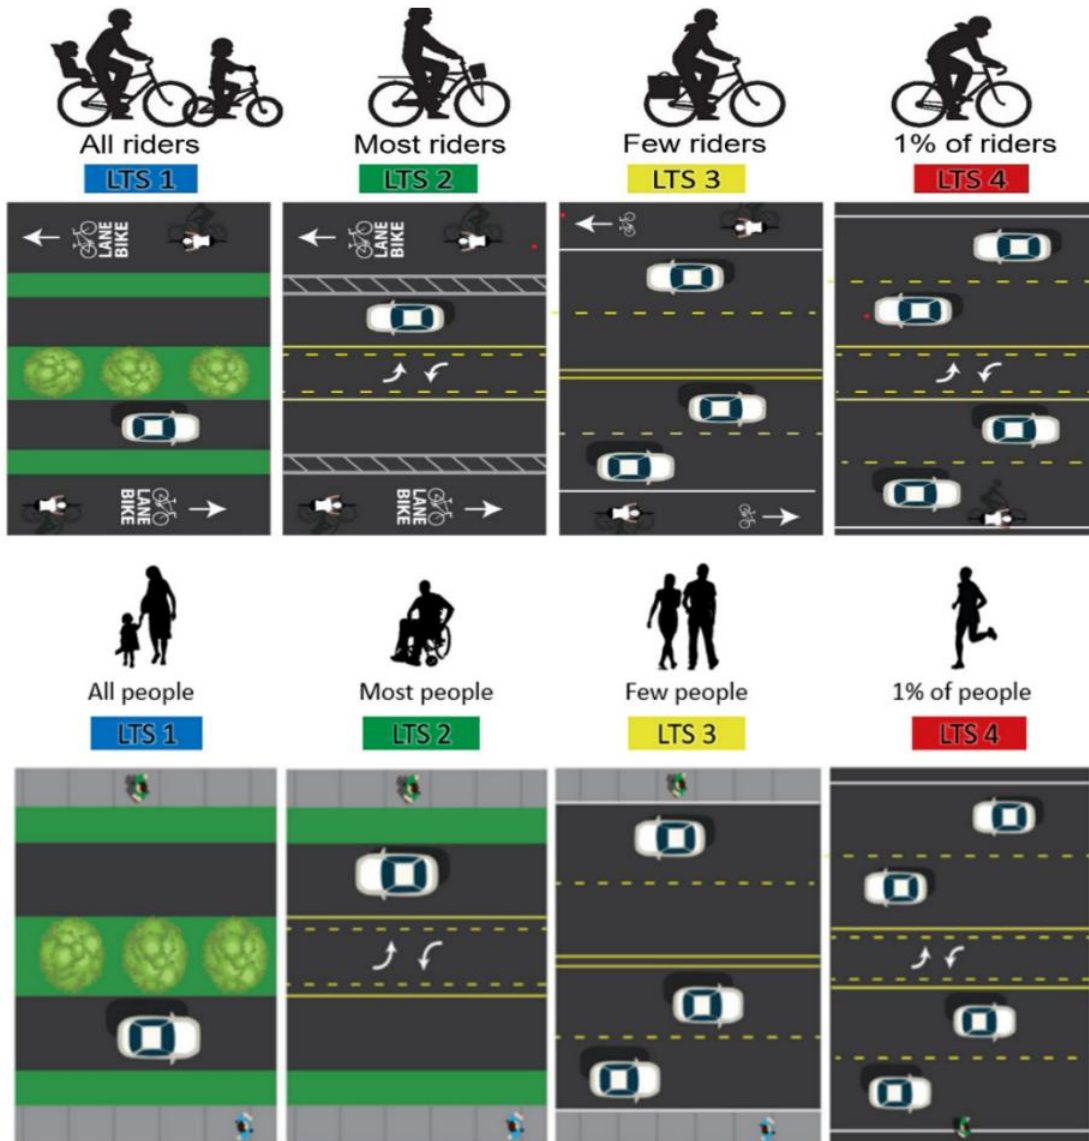 All riders
Most riders
Few riders
1% of riders
LTS 1
LTS 2
LTS 3
LTS 4
LANE
BIKE
LANE
BIKE
BIKE
LANE
BIKE
LANE
All people
Most people
Few people
1% of people
LTS 1
LTS 2
LTS 3
LTS 4